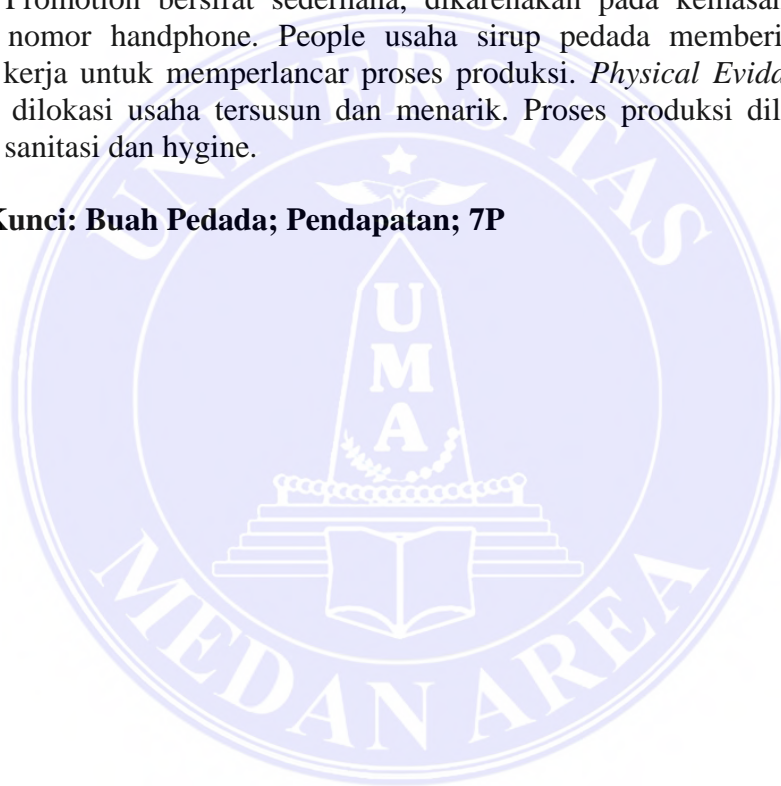 Promotion bersifat sederhana, dikarenakan pada kemasan
nomor handphone. People usaha sirup pedada memberi
kerja untuk memperlancar proses produksi. Physical Evida
dilokasi usaha tersusun dan menarik. Proses produksi dil
sanitasi dan hygine.
Kunci: Buah Pedada; Pendapatan; 7P
UNIVERSITAS
UMA
MEDAN AREA